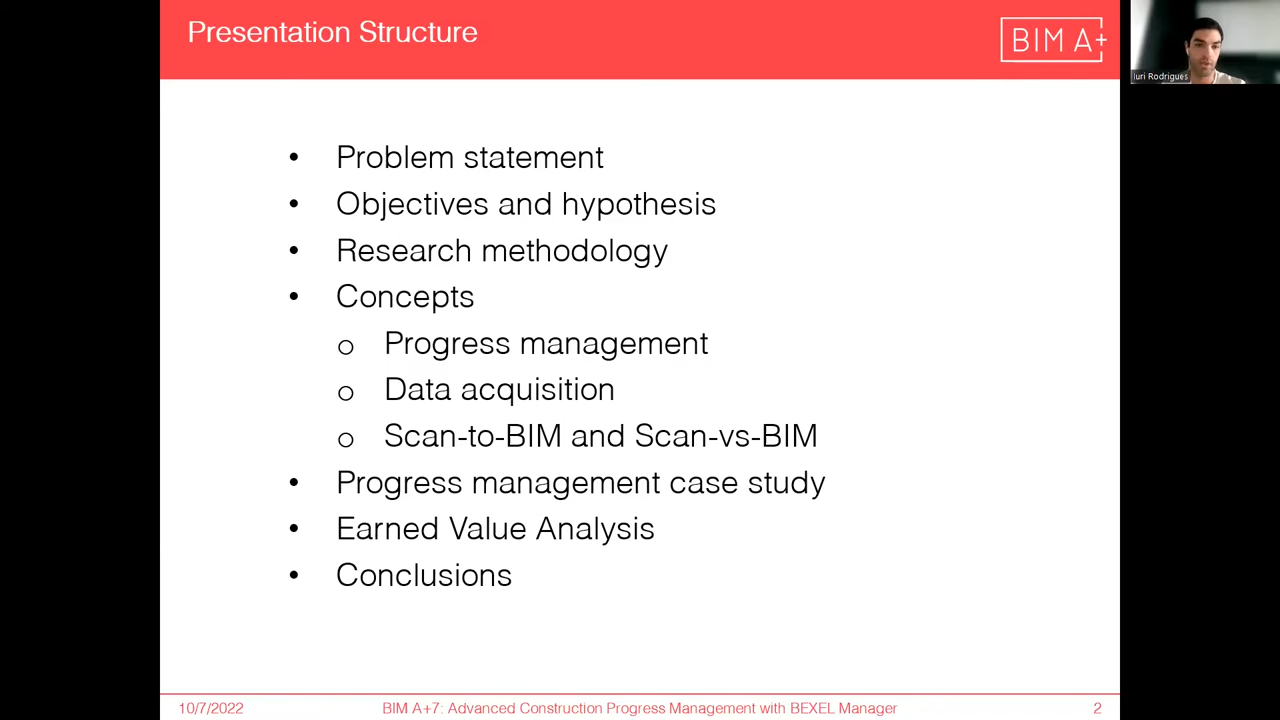 Presentation Structure
BIM A+
Iuri Rodrigues
• Problem statement
• Objectives and hypothesis
• Research methodology
• Concepts
o Progress management
o Data acquisition
o Scan-to-BIM and Scan-vs-BIM
• Progress management case study
• Earned Value Analysis
• Conclusions
10/7/2022 BIM A+7: Advanced Construction Progress Management with BEXEL Manager 2